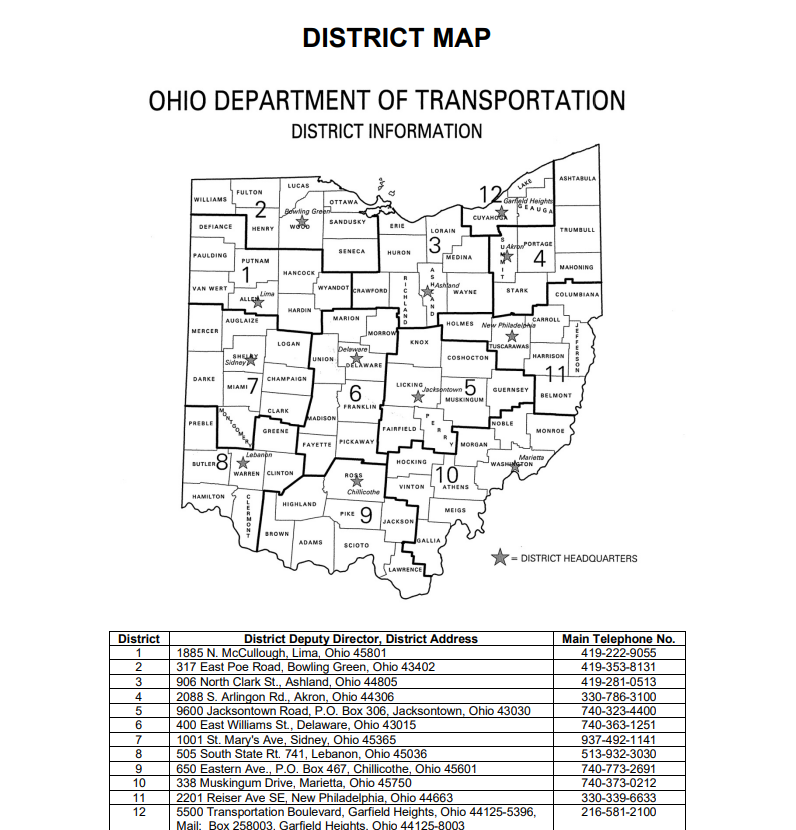 DISTRICT MAP
OHIO DEPARTMENT OF TRANSPORTATION
DISTRICT INFORMATION
WILLIAMS
FULTON
LUCAS
OTTAWA
2
Bowling Green
WOOD
HENRY
SANDUSKY
DEFIANCE
ERIE
LORAIN
12
LAKE
Garfield Heights
GEAUGA
CUYAHOGA
ASHTABULA
TRUMBULL
PAULDING
PUTNAM
1
HANCOCK
SENECA
HURON
3
MEDINA
SUMMIT
Akron
PORTAGE
4
MAHONING
VAN WERT
ALLEN
Lima
WYANDOT
CRAWFORD
RICHLAND
ASHLAND
Ashland
WAYNE
STARK
COLUMBIANA
HARDIN
MERCER
AUGLAIZE
MARION
MORROW
HOLMES
New Philadelphia
TUSCARAWAS
CARROLL
JEFFERSON
LOGAN
SHELBY
Sidney
UNION
Delaware
DELAWARE
KNOX
COSHOCTON
HARRISON
11
DARKE
MIAMI
7
CHAMPAIGN
6
FRANKLIN
LICKING
Jacksontown
5
MUSKINGUM
GUERNSEY
BELMONT
CLARK
MADISON
PREBLE
MONTGOMERY
GREENE
FAYETTE
PICKAWAY
FAIRFIELD
PERRY
MORGAN
NOBLE
MONROE
BUTLER
8
Lebanon
WARREN
CLINTON
ROSS
Chillicothe
HOCKING
VINTON
10
ATHENS
WASHINGTON
Marietta
HAMILTON
CLERMONT
HIGHLAND
PIKE
9
JACKSON
MEIGS
BROWN
ADAMS
SCIOTO
GALLIA
LAWRENCE
= DISTRICT HEADQUARTERS
District District Deputy Director, District Address Main Telephone No.
1 1885 N. McCullough, Lima, Ohio 45801 419-222-9055
2 317 East Poe Road, Bowling Green, Ohio 43402 419-353-8131
3 906 North Clark St., Ashland, Ohio 44805 419-281-0513
4 2088 S. Arlingon Rd., Akron, Ohio 44306 330-786-3100
5 9600 Jacksontown Road, P.O. Box 306, Jacksontown, Ohio 43030 740-323-4400
6 400 East Williams St., Delaware, Ohio 43015 740-363-1251
7 1001 St. Mary's Ave, Sidney, Ohio 45365 937-492-1141
8 505 South State Rt. 741, Lebanon, Ohio 45036 513-932-3030
9 650 Eastern Ave., P.O. Box 467, Chillicothe, Ohio 45601 740-773-2691
10 338 Muskingum Drive, Marietta, Ohio 45750 740-373-0212
11 2201 Reiser Ave SE, New Philadelphia, Ohio 44663 330-339-6633
12 5500 Transportation Boulevard, Garfield Heights, Ohio 44125-5396, 216-581-2100
Mail: Box 258003, Garfield Heights, Ohio 44125-8003